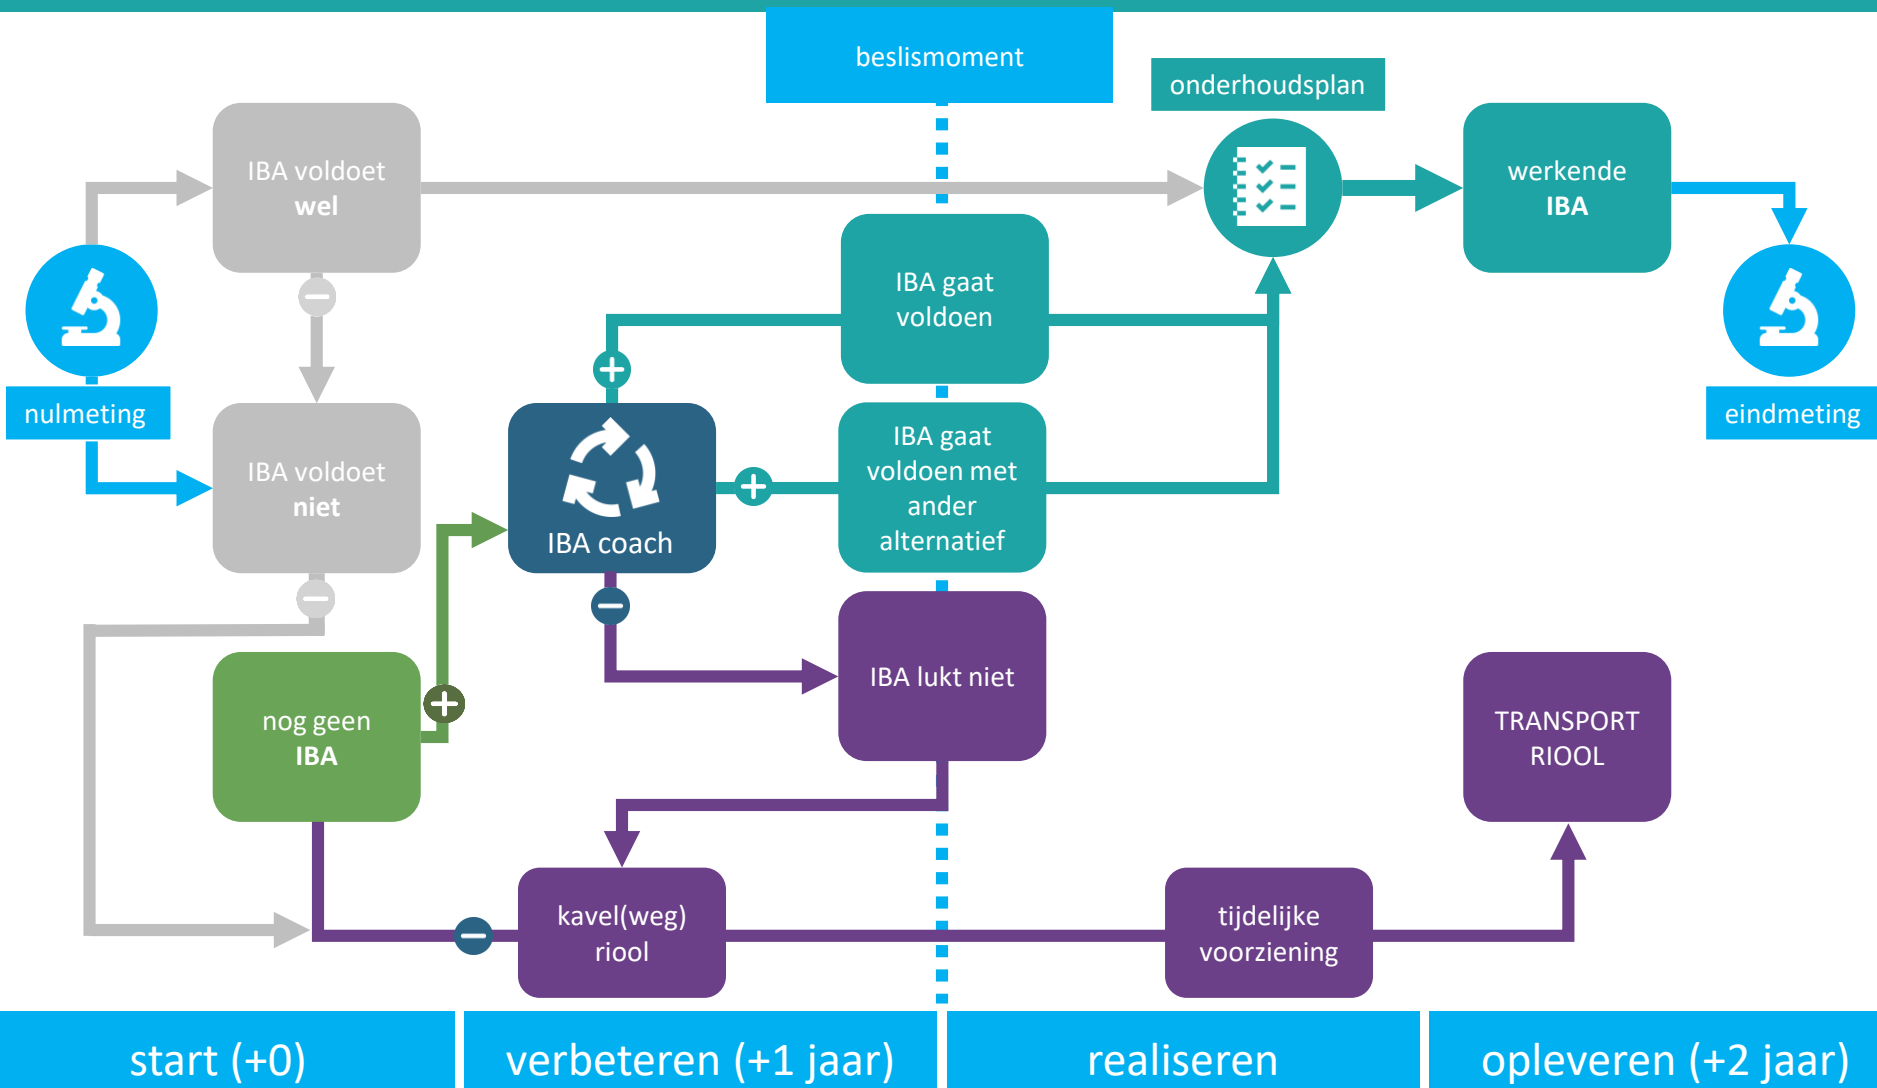 beslismoment
onderhoudsplan
IBA voldoet
wel
werkende
IBA
IBA gaat
voldoen
nulmeting
eindmeting
IBA voldoet
niet
IBA coach
IBA gaat
voldoen met
ander
alternatief
nog geen
IBA
IBA lukt niet
TRANSPORT
RIOOL
kavel(weg)
riool
tijdelijke
voorziening
start (+0)
verbeteren (+1 jaar)
realiseren
opleveren (+2 jaar)